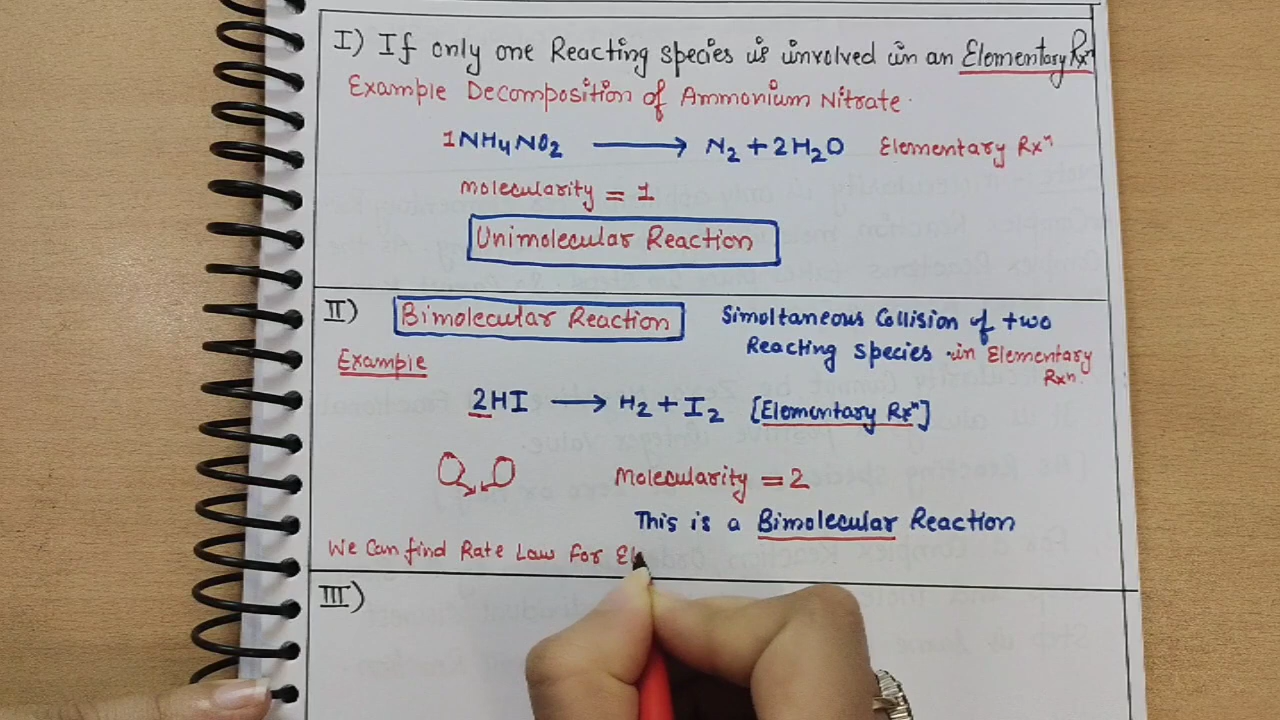 I) If only one Reacting species is involved in an Elementary Rxⁿ
Example Decomposition of Ammonium Nitrate.
1NH₄NO₂ ⟶ N₂ + 2H₂O Elementary Rxⁿ
Molecularity = 1
Unimolecular Reaction
II) Bimolecular Reaction Simoltaneous Collision of two
Reacting species in Elementary
Rxn.
Example
2HI ⟶ H₂ + I₂ [Elementary Rxⁿ]
Molecularity = 2
This is a Bimolecular Reaction
We Can find Rate Law For El
III)